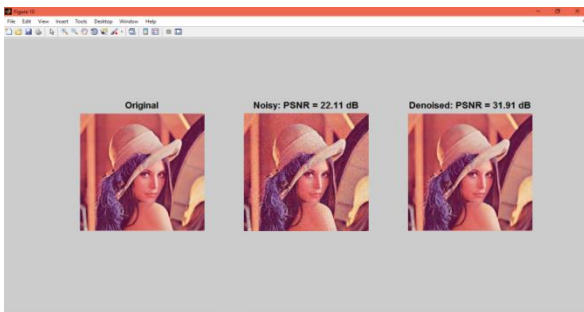 Figure 10
File Edit View Insert Tools Desktop Window Help
Original
Noisy: PSNR = 22.11 dB
Denoised: PSNR = 31.91 dB